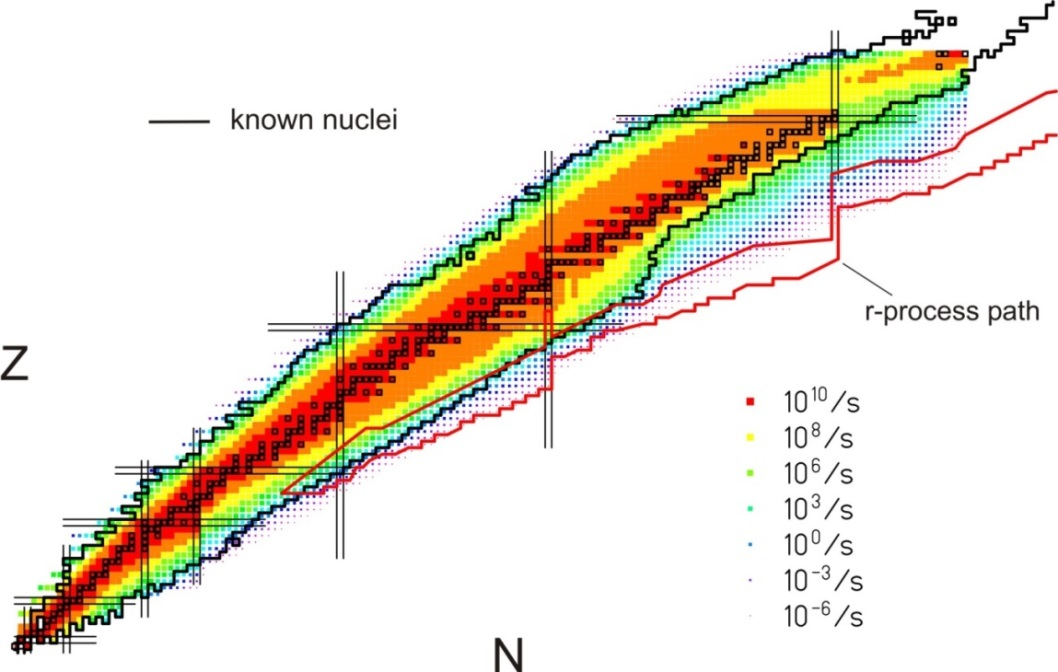 known nuclei
r-process path
Z
10¹⁰/s
10⁸/s
10⁶/s
10³/s
10⁰/s
10⁻³/s
10⁻⁶/s
N